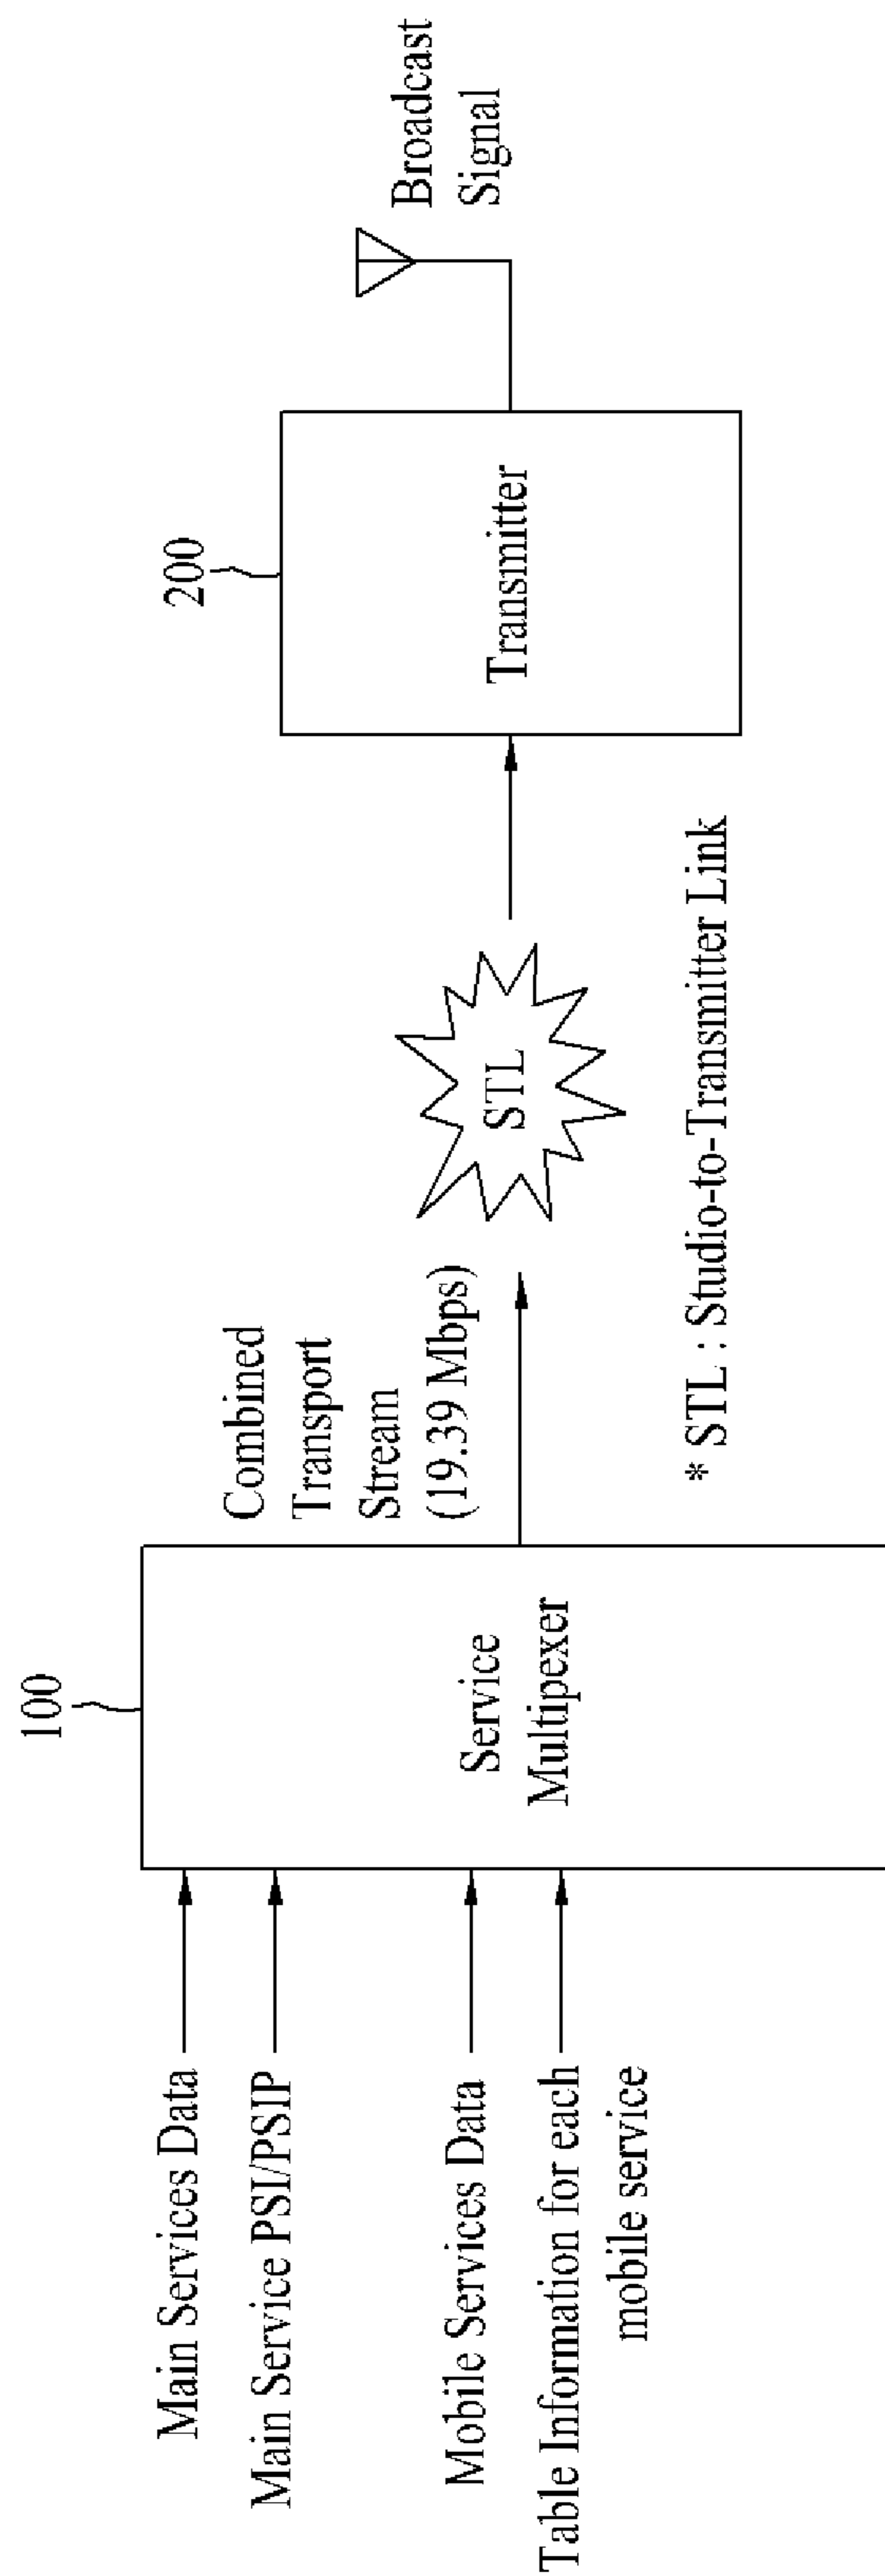 Main Services Data
Main Service PSI/PSIP
Mobile Services Data
Table Information for each
mobile service
100
Service
Multipexer
Combined
Transport
Stream
(19.39 Mbps)
STL
* STL : Studio-to-Transmitter Link
200
Transmitter
Broadcast
Signal